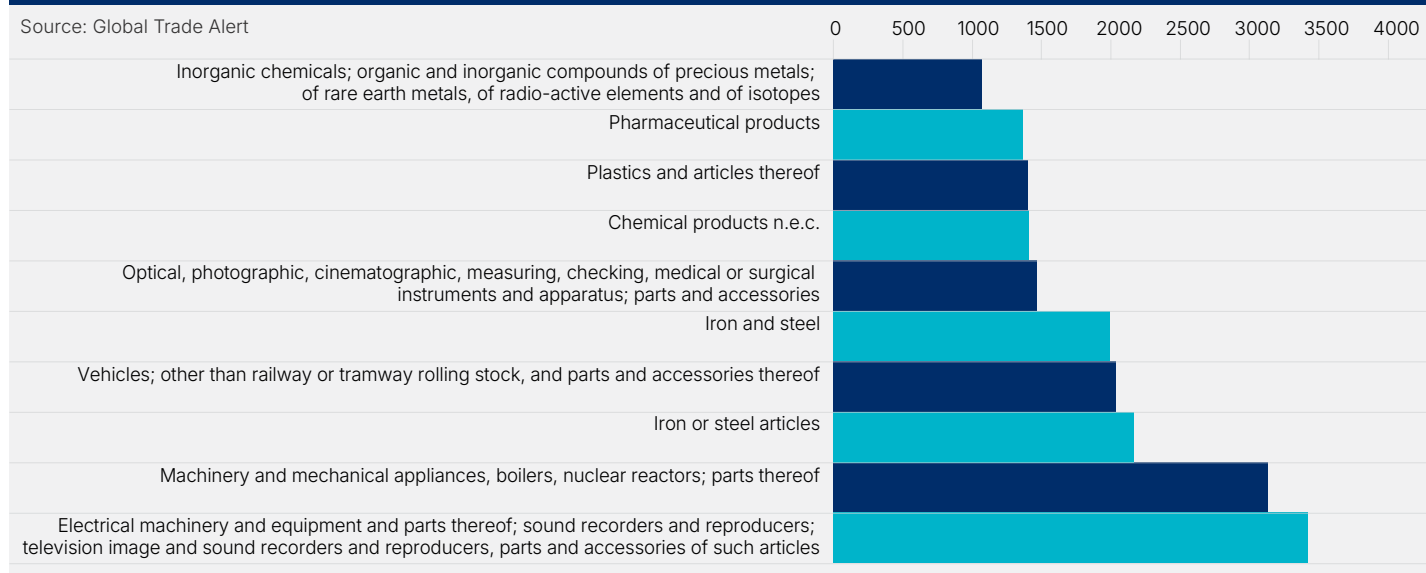 Source: Global Trade Alert
0 500 1000 1500 2000 2500 3000 3500 4000
Inorganic chemicals; organic and inorganic compounds of precious metals;
of rare earth metals, of radio-active elements and of isotopes
Pharmaceutical products
Plastics and articles thereof
Chemical products n.e.c.
Optical, photographic, cinematographic, measuring, checking, medical or surgical
instruments and apparatus; parts and accessories
Iron and steel
Vehicles; other than railway or tramway rolling stock, and parts and accessories thereof
Iron or steel articles
Machinery and mechanical appliances, boilers, nuclear reactors; parts thereof
Electrical machinery and equipment and parts thereof; sound recorders and reproducers;
television image and sound recorders and reproducers, parts and accessories of such articles